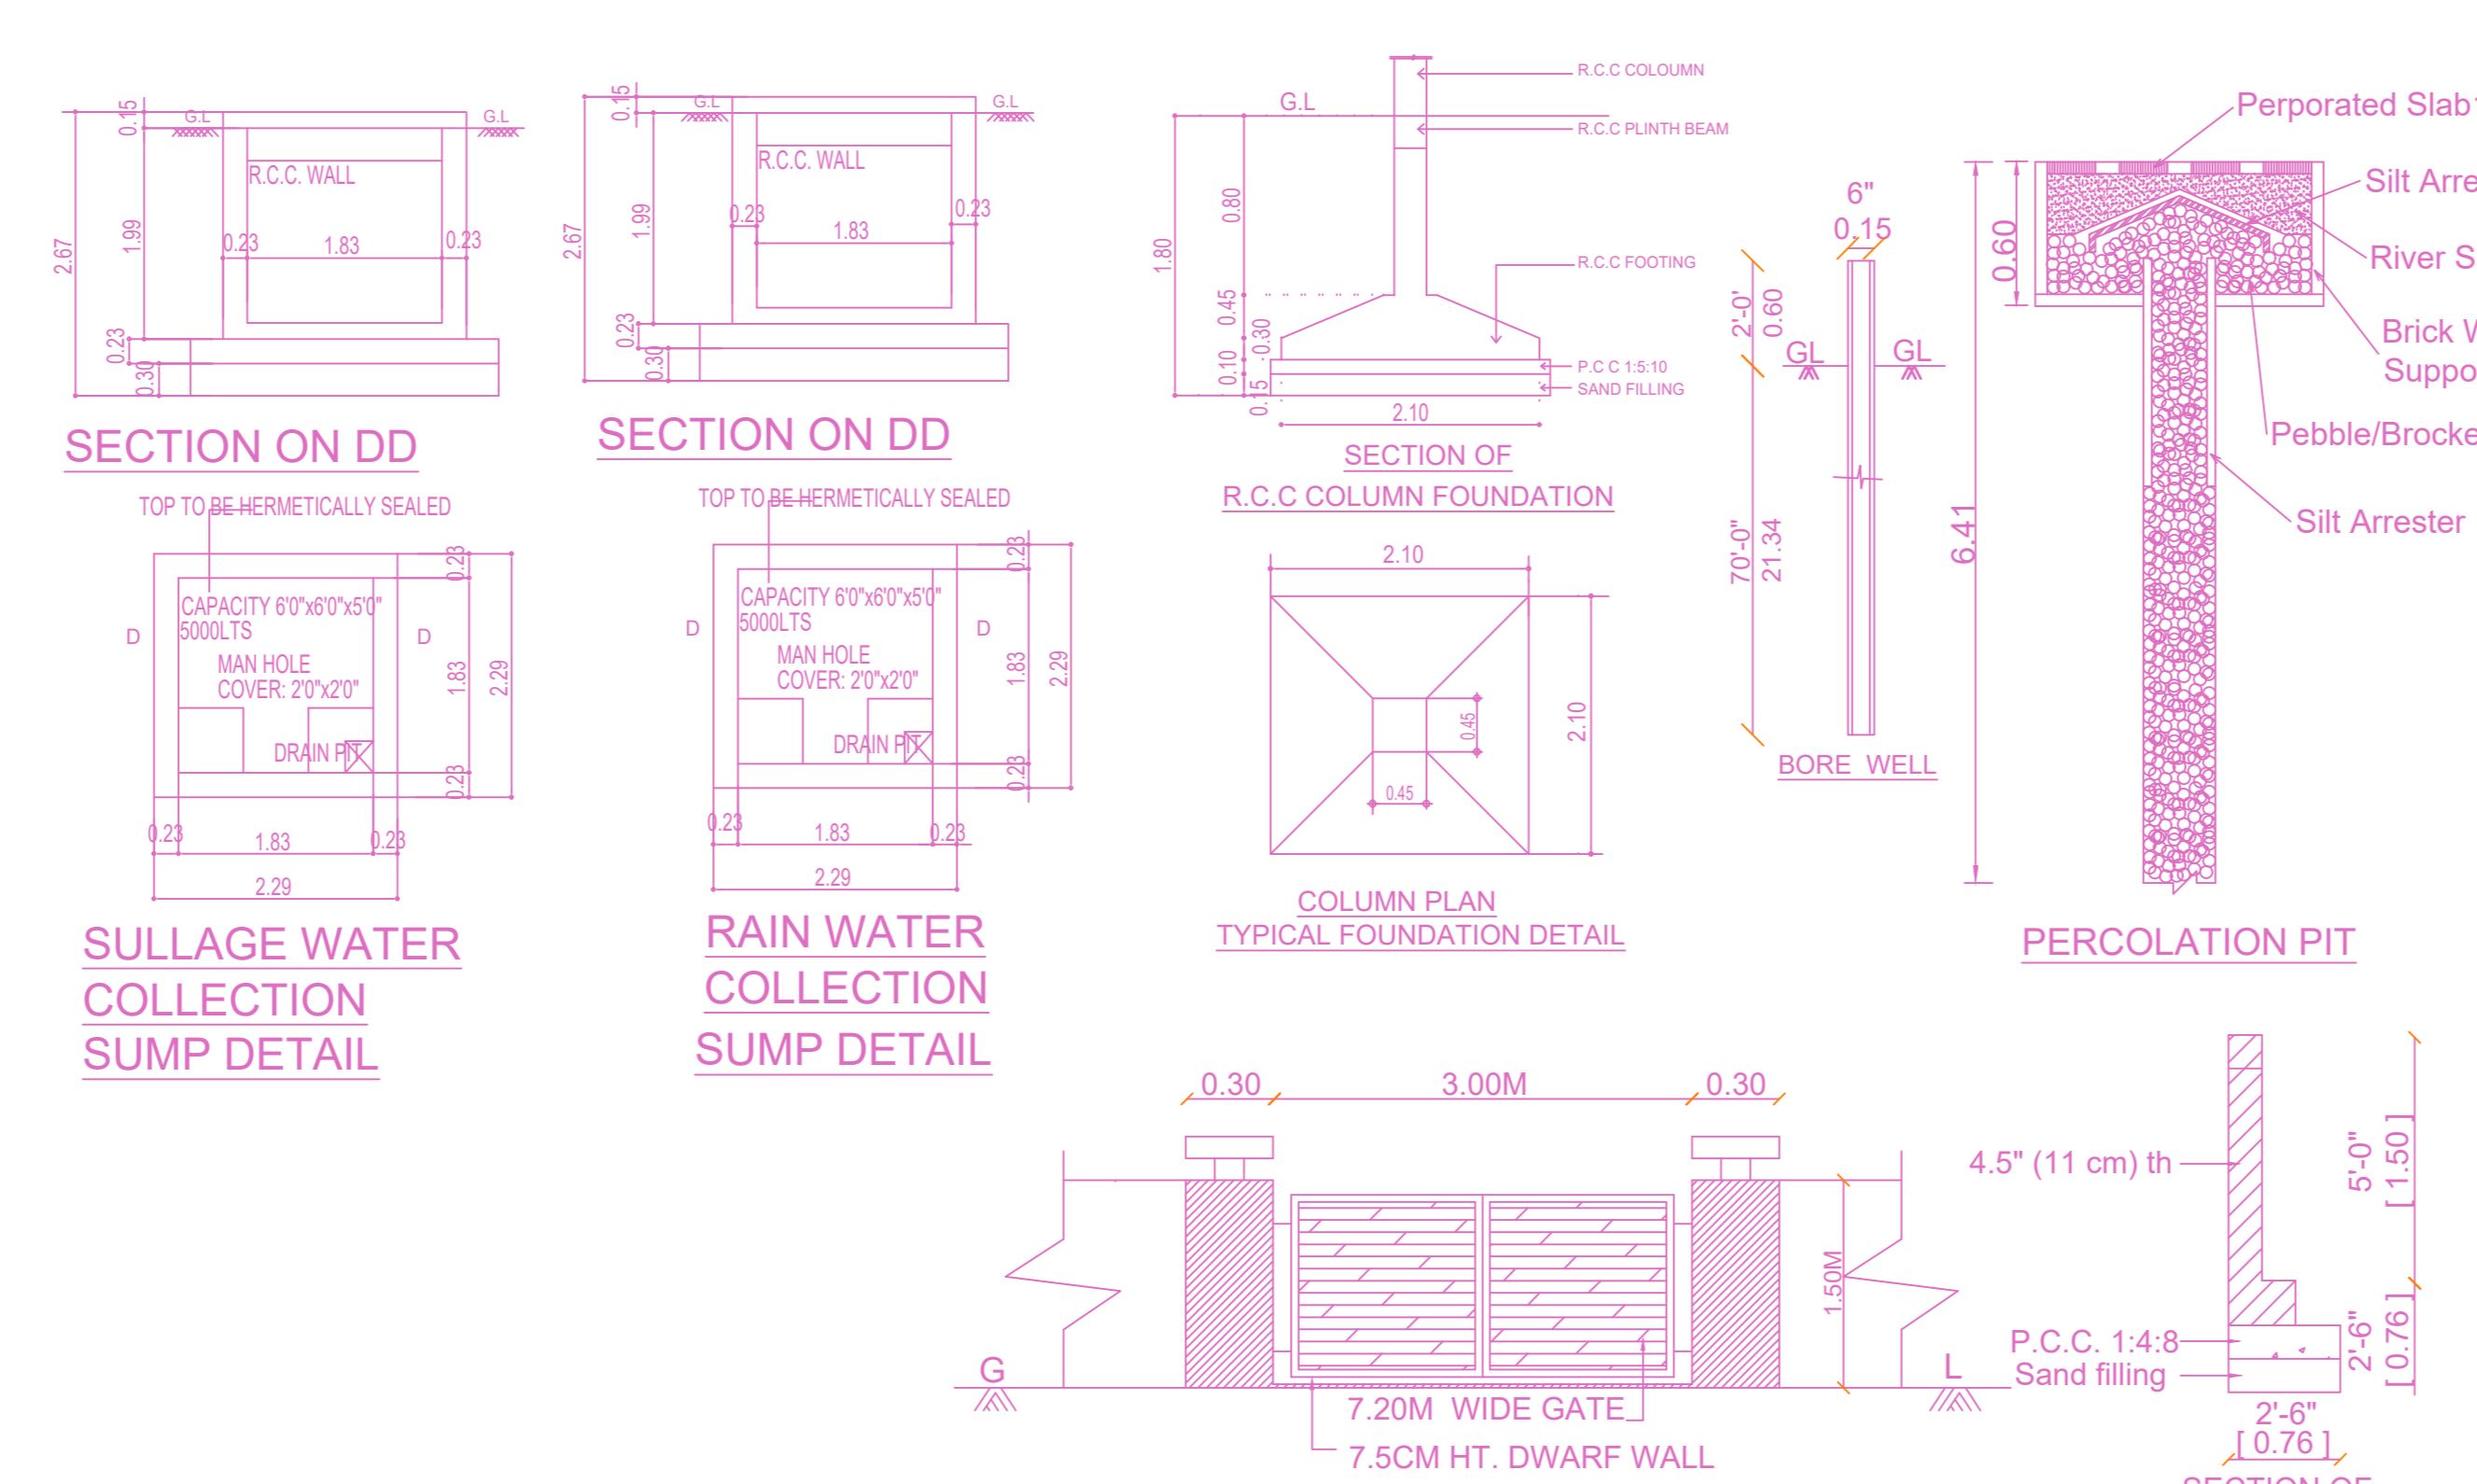 0.15
G.L
G.L
R.C.C. WALL
2.67
1.99
0.23
1.83
0.23
0.23
0.30
SECTION ON DD
0.15
G.L
G.L
R.C.C. WALL
2.67
1.99
0.23
1.83
0.23
0.23
0.30
SECTION ON DD
R.C.C COLOUMN
G.L
R.C.C PLINTH BEAM
1.80
0.80
0.45
0.30
0.10
0.15
R.C.C FOOTING
P.C C 1:5:10
SAND FILLING
2.10
SECTION OF
R.C.C COLUMN FOUNDATION
6"
0.15
2'-0'
0.60
GL
GL
70'-0"
21.34
BORE WELL
Perporated Slab
Silt Arre
River S
Brick W
Suppo
Pebble/Brocke
Silt Arrester
0.60
6.41
PERCOLATION PIT
TOP TO BE HERMETICALLY SEALED
CAPACITY 6'0"x6'0"x5'0"
5000LTS
D
D
MAN HOLE
COVER: 2'0"x2'0"
DRAIN PIT
0.23
1.83
0.23
2.29
0.23
1.83
0.23
2.29
SULLAGE WATER
COLLECTION
SUMP DETAIL
TOP TO BE HERMETICALLY SEALED
CAPACITY 6'0"x6'0"x5'0"
5000LTS
D
D
MAN HOLE
COVER: 2'0"x2'0"
DRAIN PIT
0.23
1.83
0.23
2.29
0.23
1.83
0.23
2.29
RAIN WATER
COLLECTION
SUMP DETAIL
2.10
2.10
0.45
0.45
COLUMN PLAN
TYPICAL FOUNDATION DETAIL
0.30
3.00M
0.30
1.50M
G
L
7.20M WIDE GATE
7.5CM HT. DWARF WALL
4.5" (11 cm) th
5'-0"
[ 1.50 ]
P.C.C. 1:4:8
Sand filling
2'-6"
[ 0.76 ]
2'-6"
[ 0.76 ]
SECTION OF